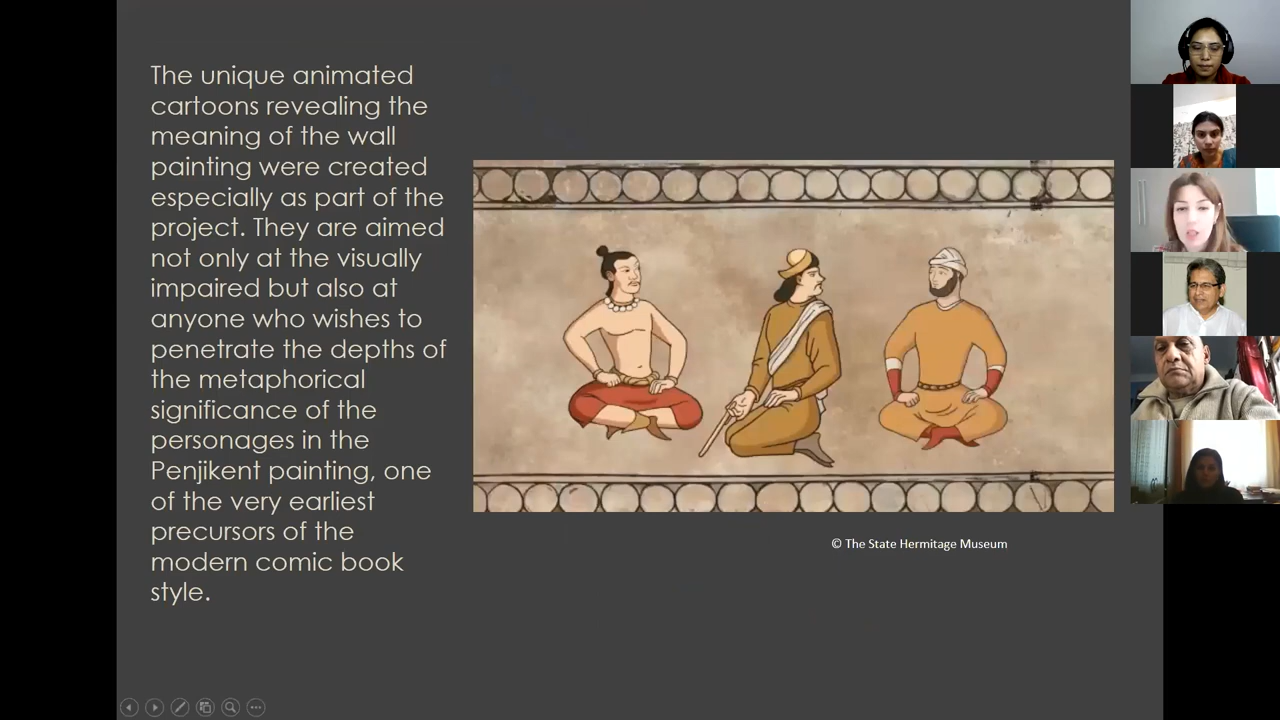 The unique animated
cartoons revealing the
meaning of the wall
painting were created
especially as part of the
project. They are aimed
not only at the visually
impaired but also at
anyone who wishes to
penetrate the depths of
the metaphorical
significance of the
personages in the
Penjikent painting, one
of the very earliest
precursors of the
modern comic book
style.
© The State Hermitage Museum